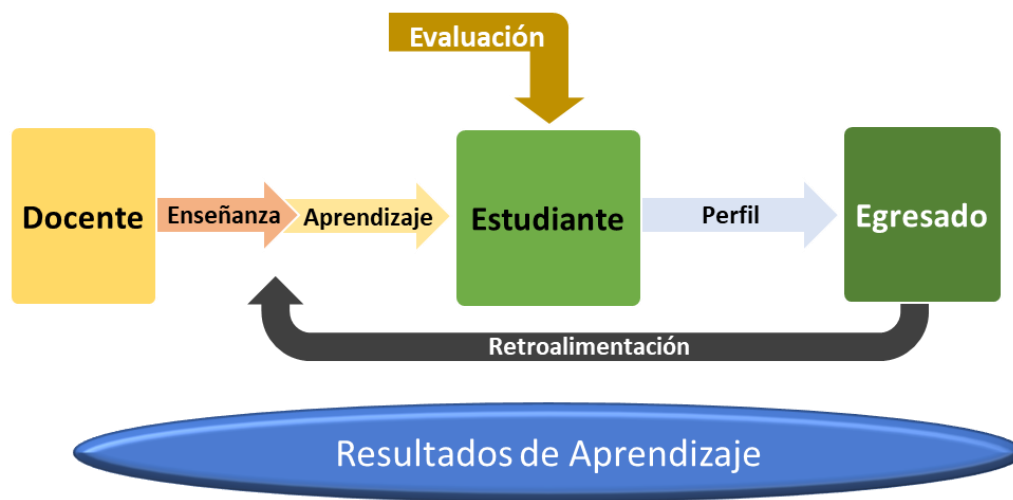 Evaluación
Docente
Enseñanza
Aprendizaje
Estudiante
Perfil
Egresado
Retroalimentación
Resultados de Aprendizaje